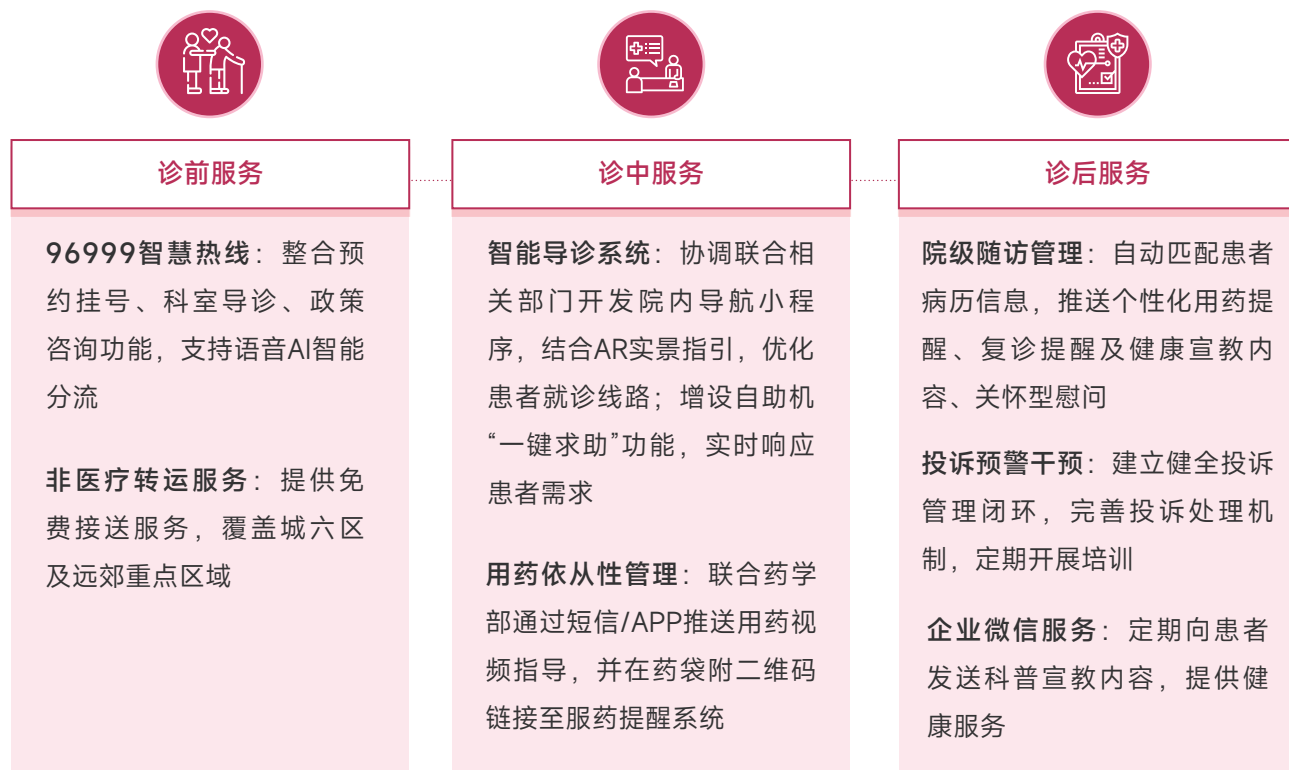 诊前服务
96999智慧热线：整合预
约挂号、科室导诊、政策
咨询功能，支持语音AI智能
分流
非医疗转运服务：提供免
费接送服务，覆盖城六区
及远郊重点区域
诊中服务
智能导诊系统：协调联合相
关部门开发院内导航小程
序，结合AR实景指引，优化
患者就诊线路；增设自助机
“一键求助”功能，实时响应
患者需求
用药依从性管理：联合药学
部通过短信/APP推送用药视
频指导，并在药袋附二维码
链接至服药提醒系统
诊后服务
院级随访管理：自动匹配患者
病历信息，推送个性化用药提
醒、复诊提醒及健康宣教内
容、关怀型慰问
投诉预警干预：建立健全投诉
管理闭环，完善投诉处理机
制，定期开展培训
企业微信服务：定期向患者
发送科普宣教内容，提供健
康服务